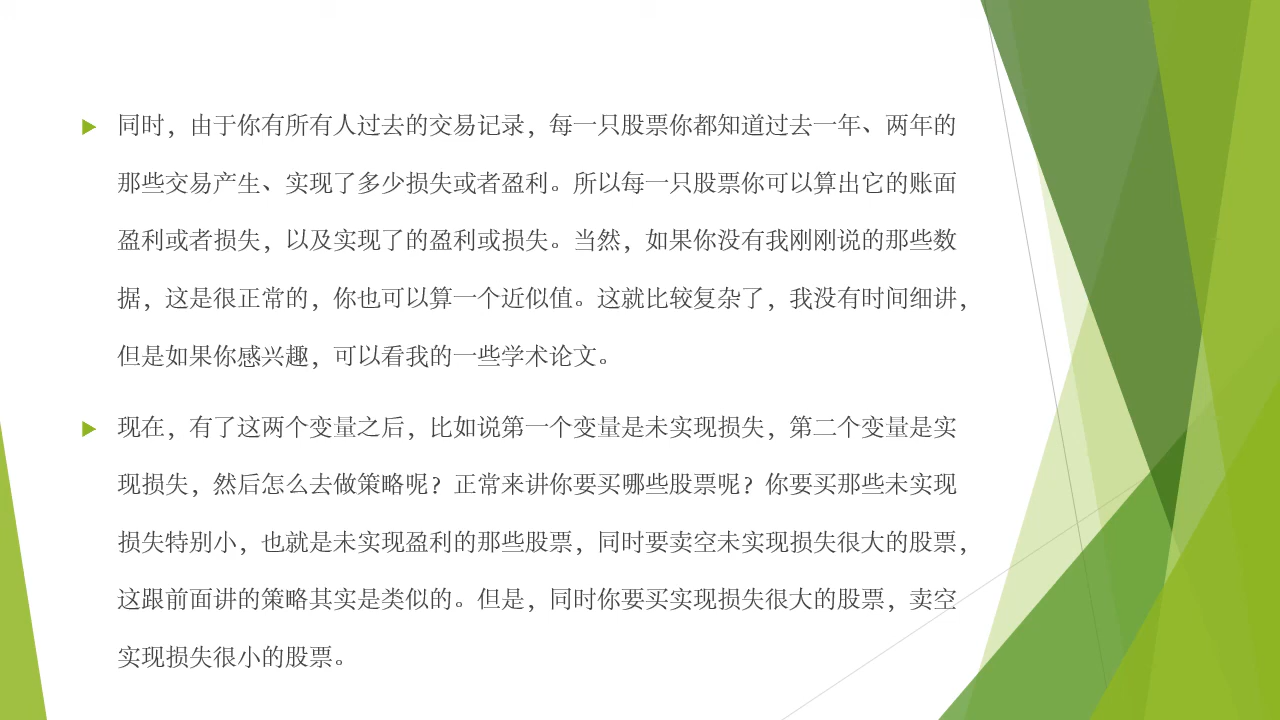 同时，由于你有所有人过去的交易记录，每一只股票你都知道过去一年、两年的
那些交易产生、实现了多少损失或者盈利。所以每一只股票你可以算出它的账面
盈利或者损失，以及实现了的盈利或损失。当然，如果你没有我刚刚说的那些数
据，这是很正常的，你也可以算一个近似值。这就比较复杂了，我没有时间细讲，
但是如果你感兴趣，可以看我的一些学术论文。
现在，有了这两个变量之后，比如说第一个变量是未实现损失，第二个变量是实
现损失，然后怎么去做策略呢？正常来讲你要买哪些股票呢？你要买那些未实现
损失特别小，也就是未实现盈利的那些股票，同时要卖空未实现损失很大的股票，
这跟前面讲的策略其实是类似的。但是，同时你要买实现损失很大的股票，卖空
实现损失很小的股票。